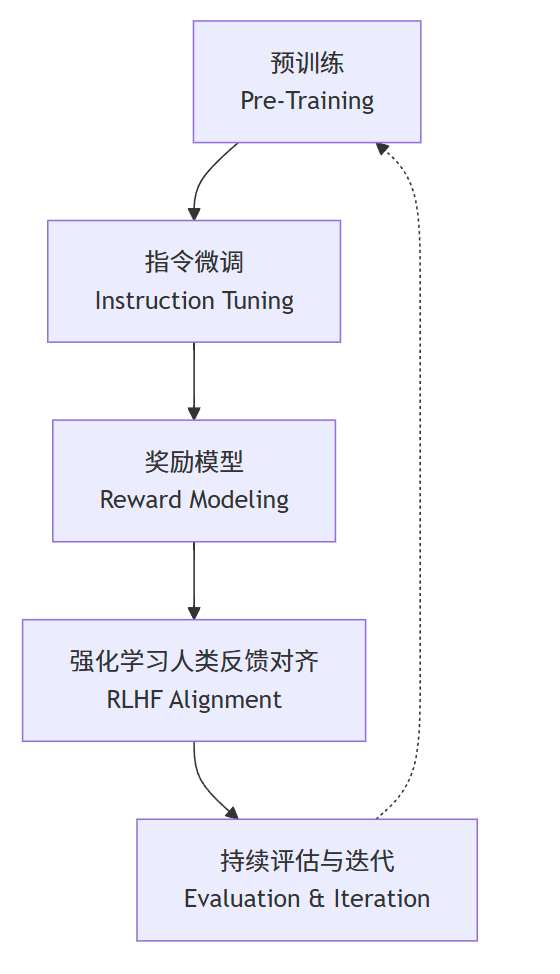 预训练
Pre-Training
指令微调
Instruction Tuning
奖励模型
Reward Modeling
强化学习人类反馈对齐
RLHF Alignment
持续评估与迭代
Evaluation & Iteration